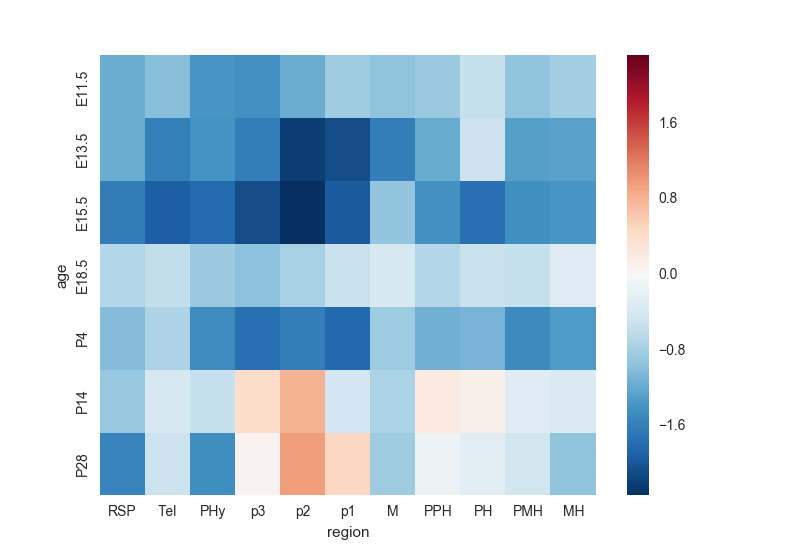 E11.5
E13.5
E15.5
E18.5
P4
P14
P28
age
RSP Tel PHy p3 p2 p1 M PPH PH PMH MH
region
1.6
0.8
0.0
−0.8
−1.6